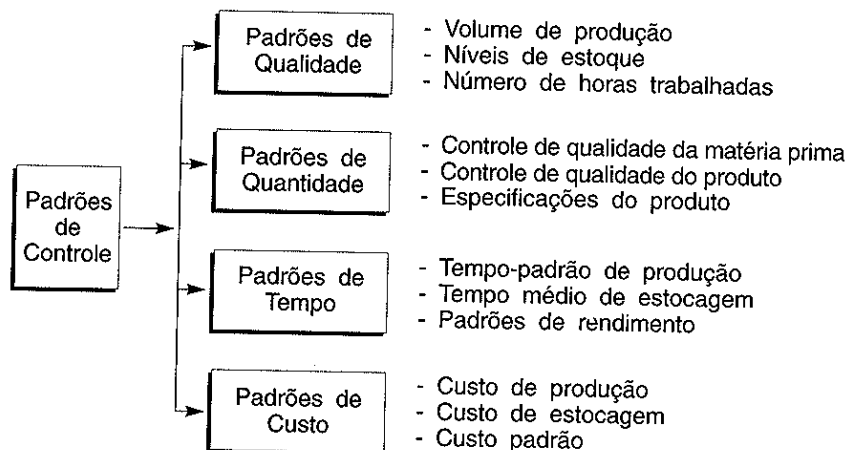 Padrões de
Controle
Padrões de
Qualidade
- Volume de produção
- Níveis de estoque
- Número de horas trabalhadas
Padrões de
Quantidade
- Controle de qualidade da matéria prima
- Controle de qualidade do produto
- Especificações do produto
Padrões de
Tempo
- Tempo-padrão de produção
- Tempo médio de estocagem
- Padrões de rendimento
Padrões de
Custo
- Custo de produção
- Custo de estocagem
- Custo padrão